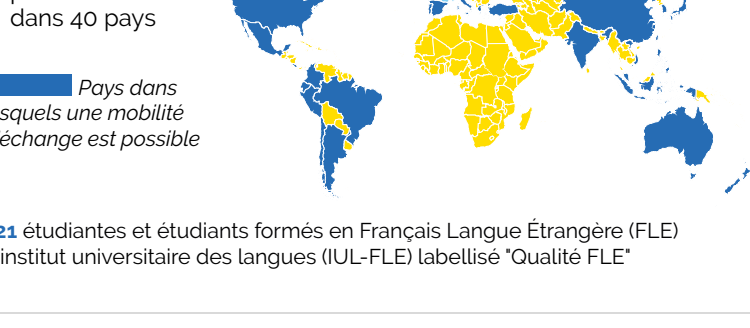 dans 40 pays
Pays dans
squels une mobilité
échange est possible
21 étudiantes et étudiants formés en Français Langue Étrangère (FLE)
institut universitaire des langues (IUL-FLE) labellisé "Qualité FLE"